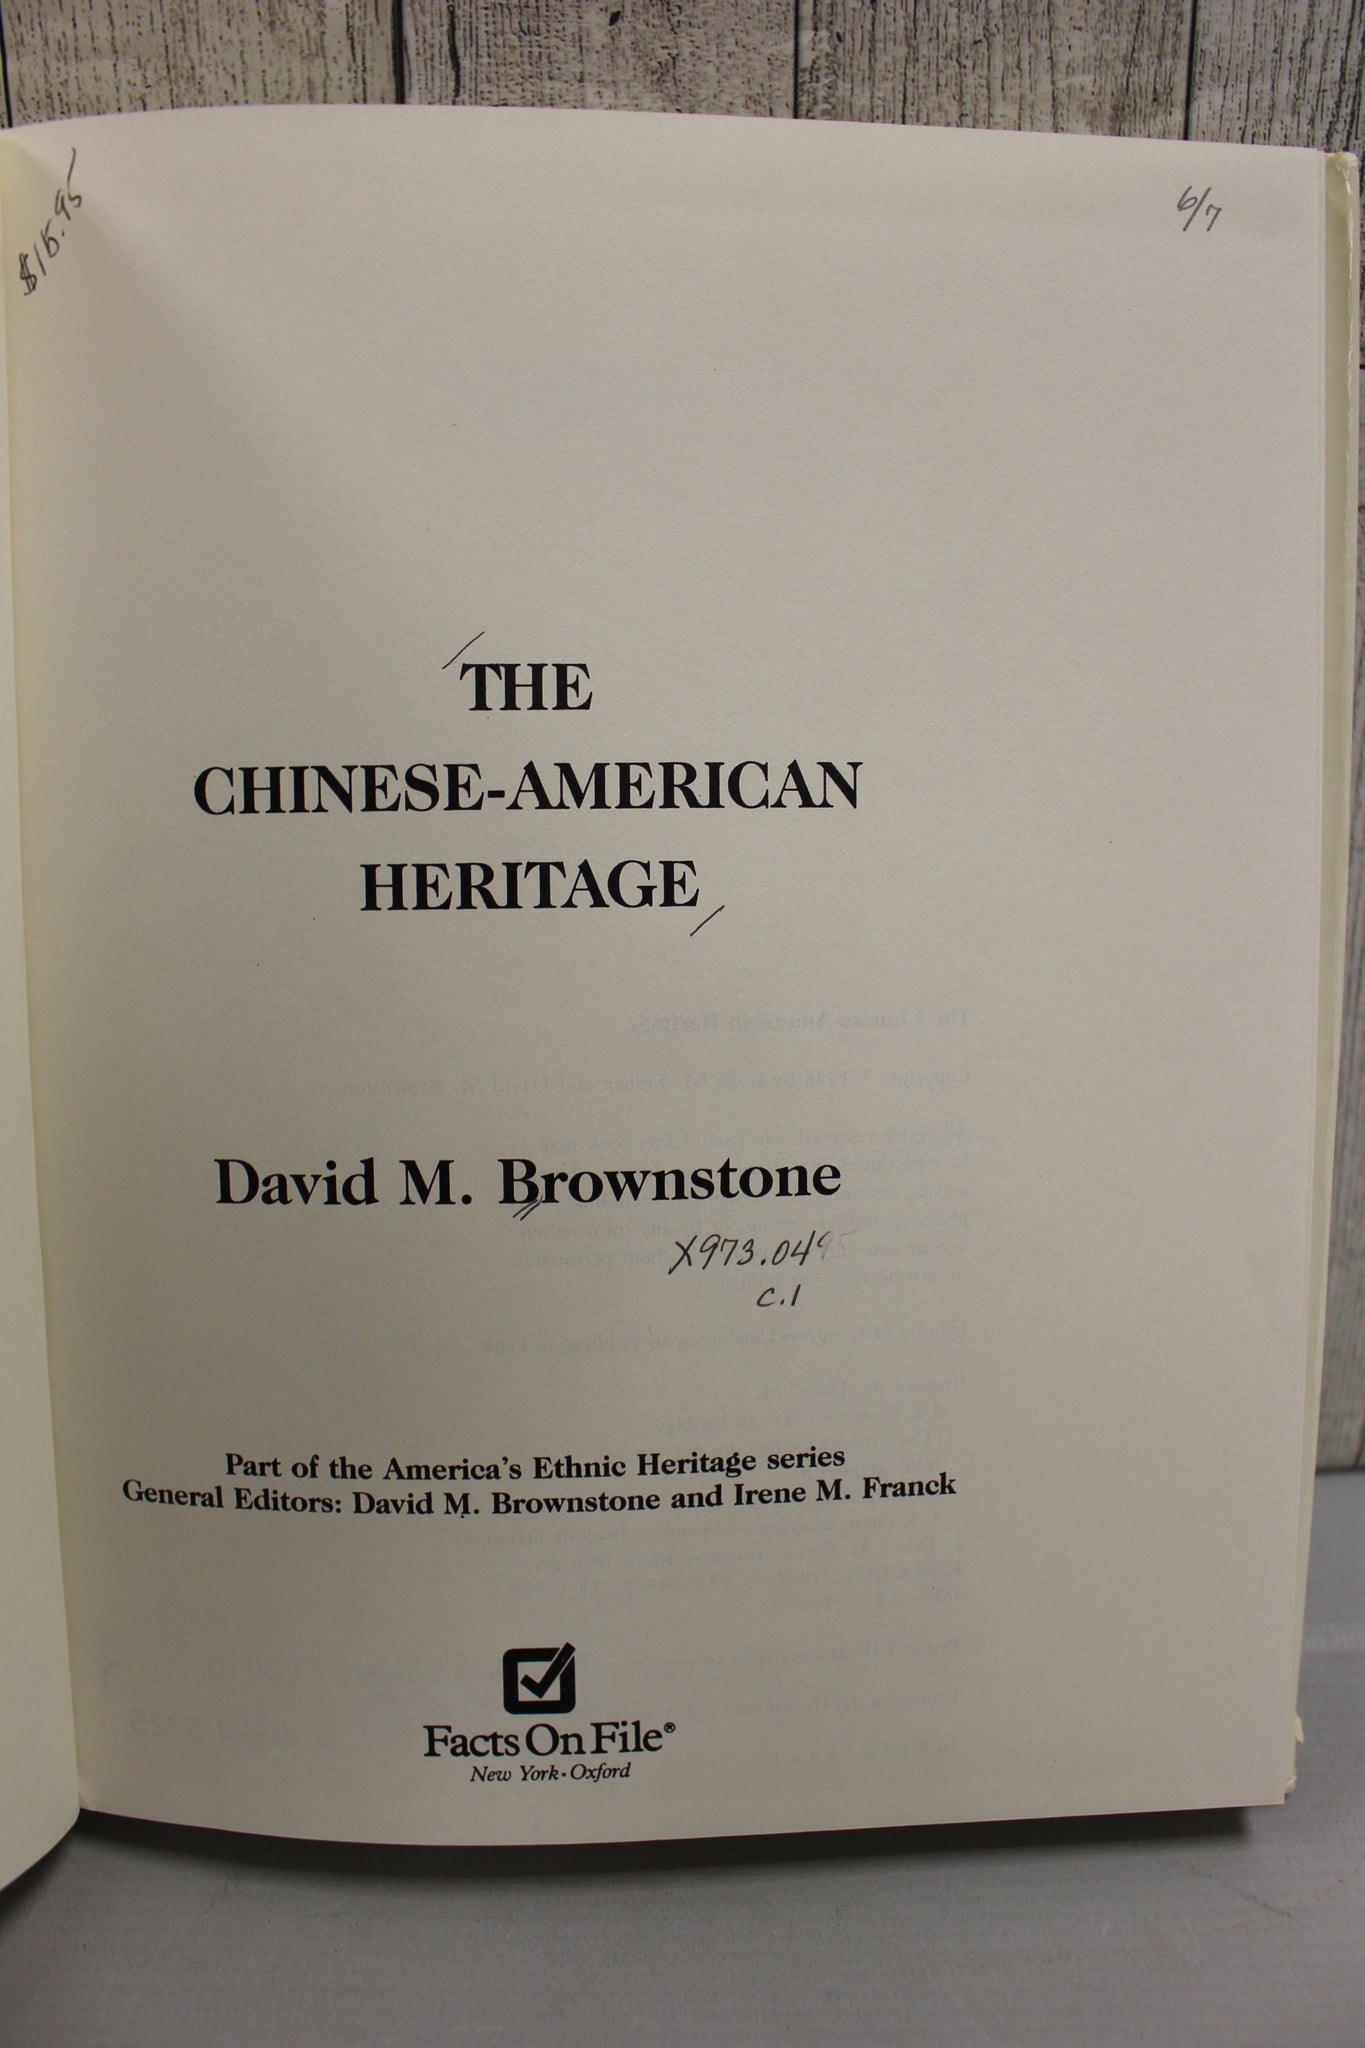 $15.95
6/7
THE
CHINESE-AMERICAN
HERITAGE
David M. Brownstone
X973.0495
c.1
Part of the America's Ethnic Heritage series
General Editors: David M. Brownstone and Irene M. Franck
Facts On File®
New York • Oxford